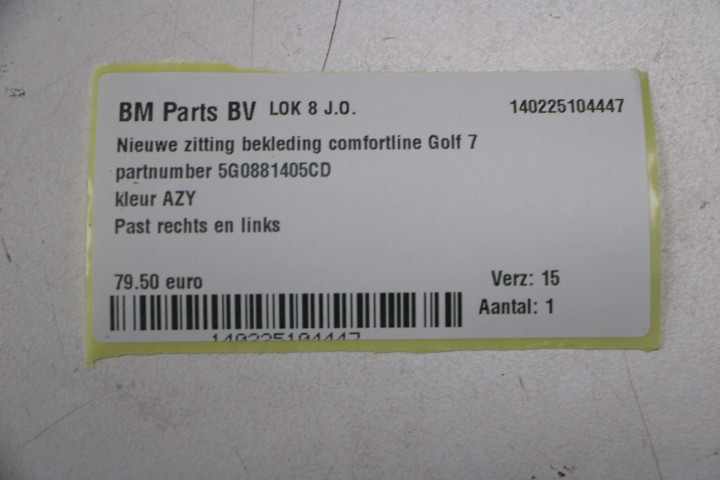 BM Parts BV LOK 8 J.O. 140225104447
Nieuwe zitting bekleding comfortline Golf 7
partnumber 5G0881405CD
kleur AZY
Past rechts en links
79.50 euro Verz: 15
Aantal: 1
140225104447